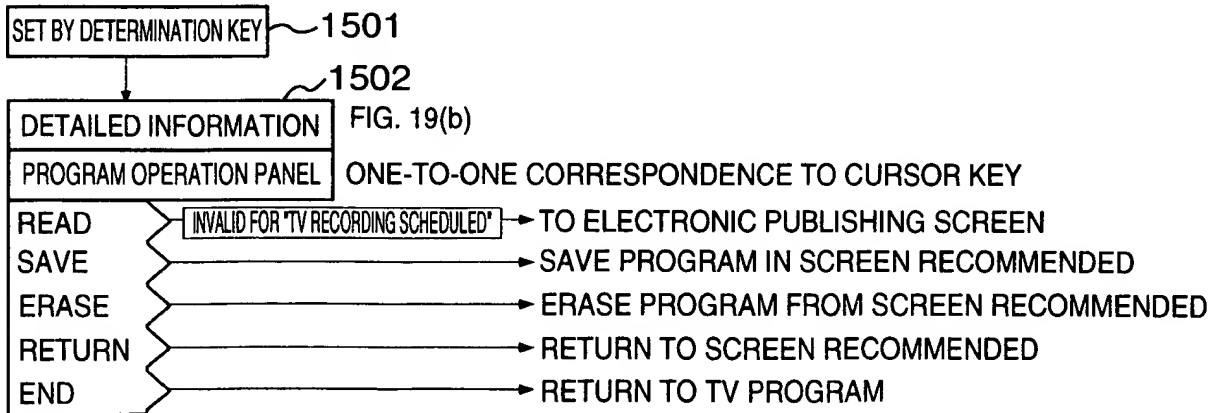 SET BY DETERMINATION KEY 1501
1502
DETAILED INFORMATION FIG. 19(b)
PROGRAM OPERATION PANEL ONE-TO-ONE CORRESPONDENCE TO CURSOR KEY
READ INVALID FOR "TV RECORDING SCHEDULED" TO ELECTRONIC PUBLISHING SCREEN
SAVE SAVE PROGRAM IN SCREEN RECOMMENDED
ERASE ERASE PROGRAM FROM SCREEN RECOMMENDED
RETURN RETURN TO SCREEN RECOMMENDED
END RETURN TO TV PROGRAM